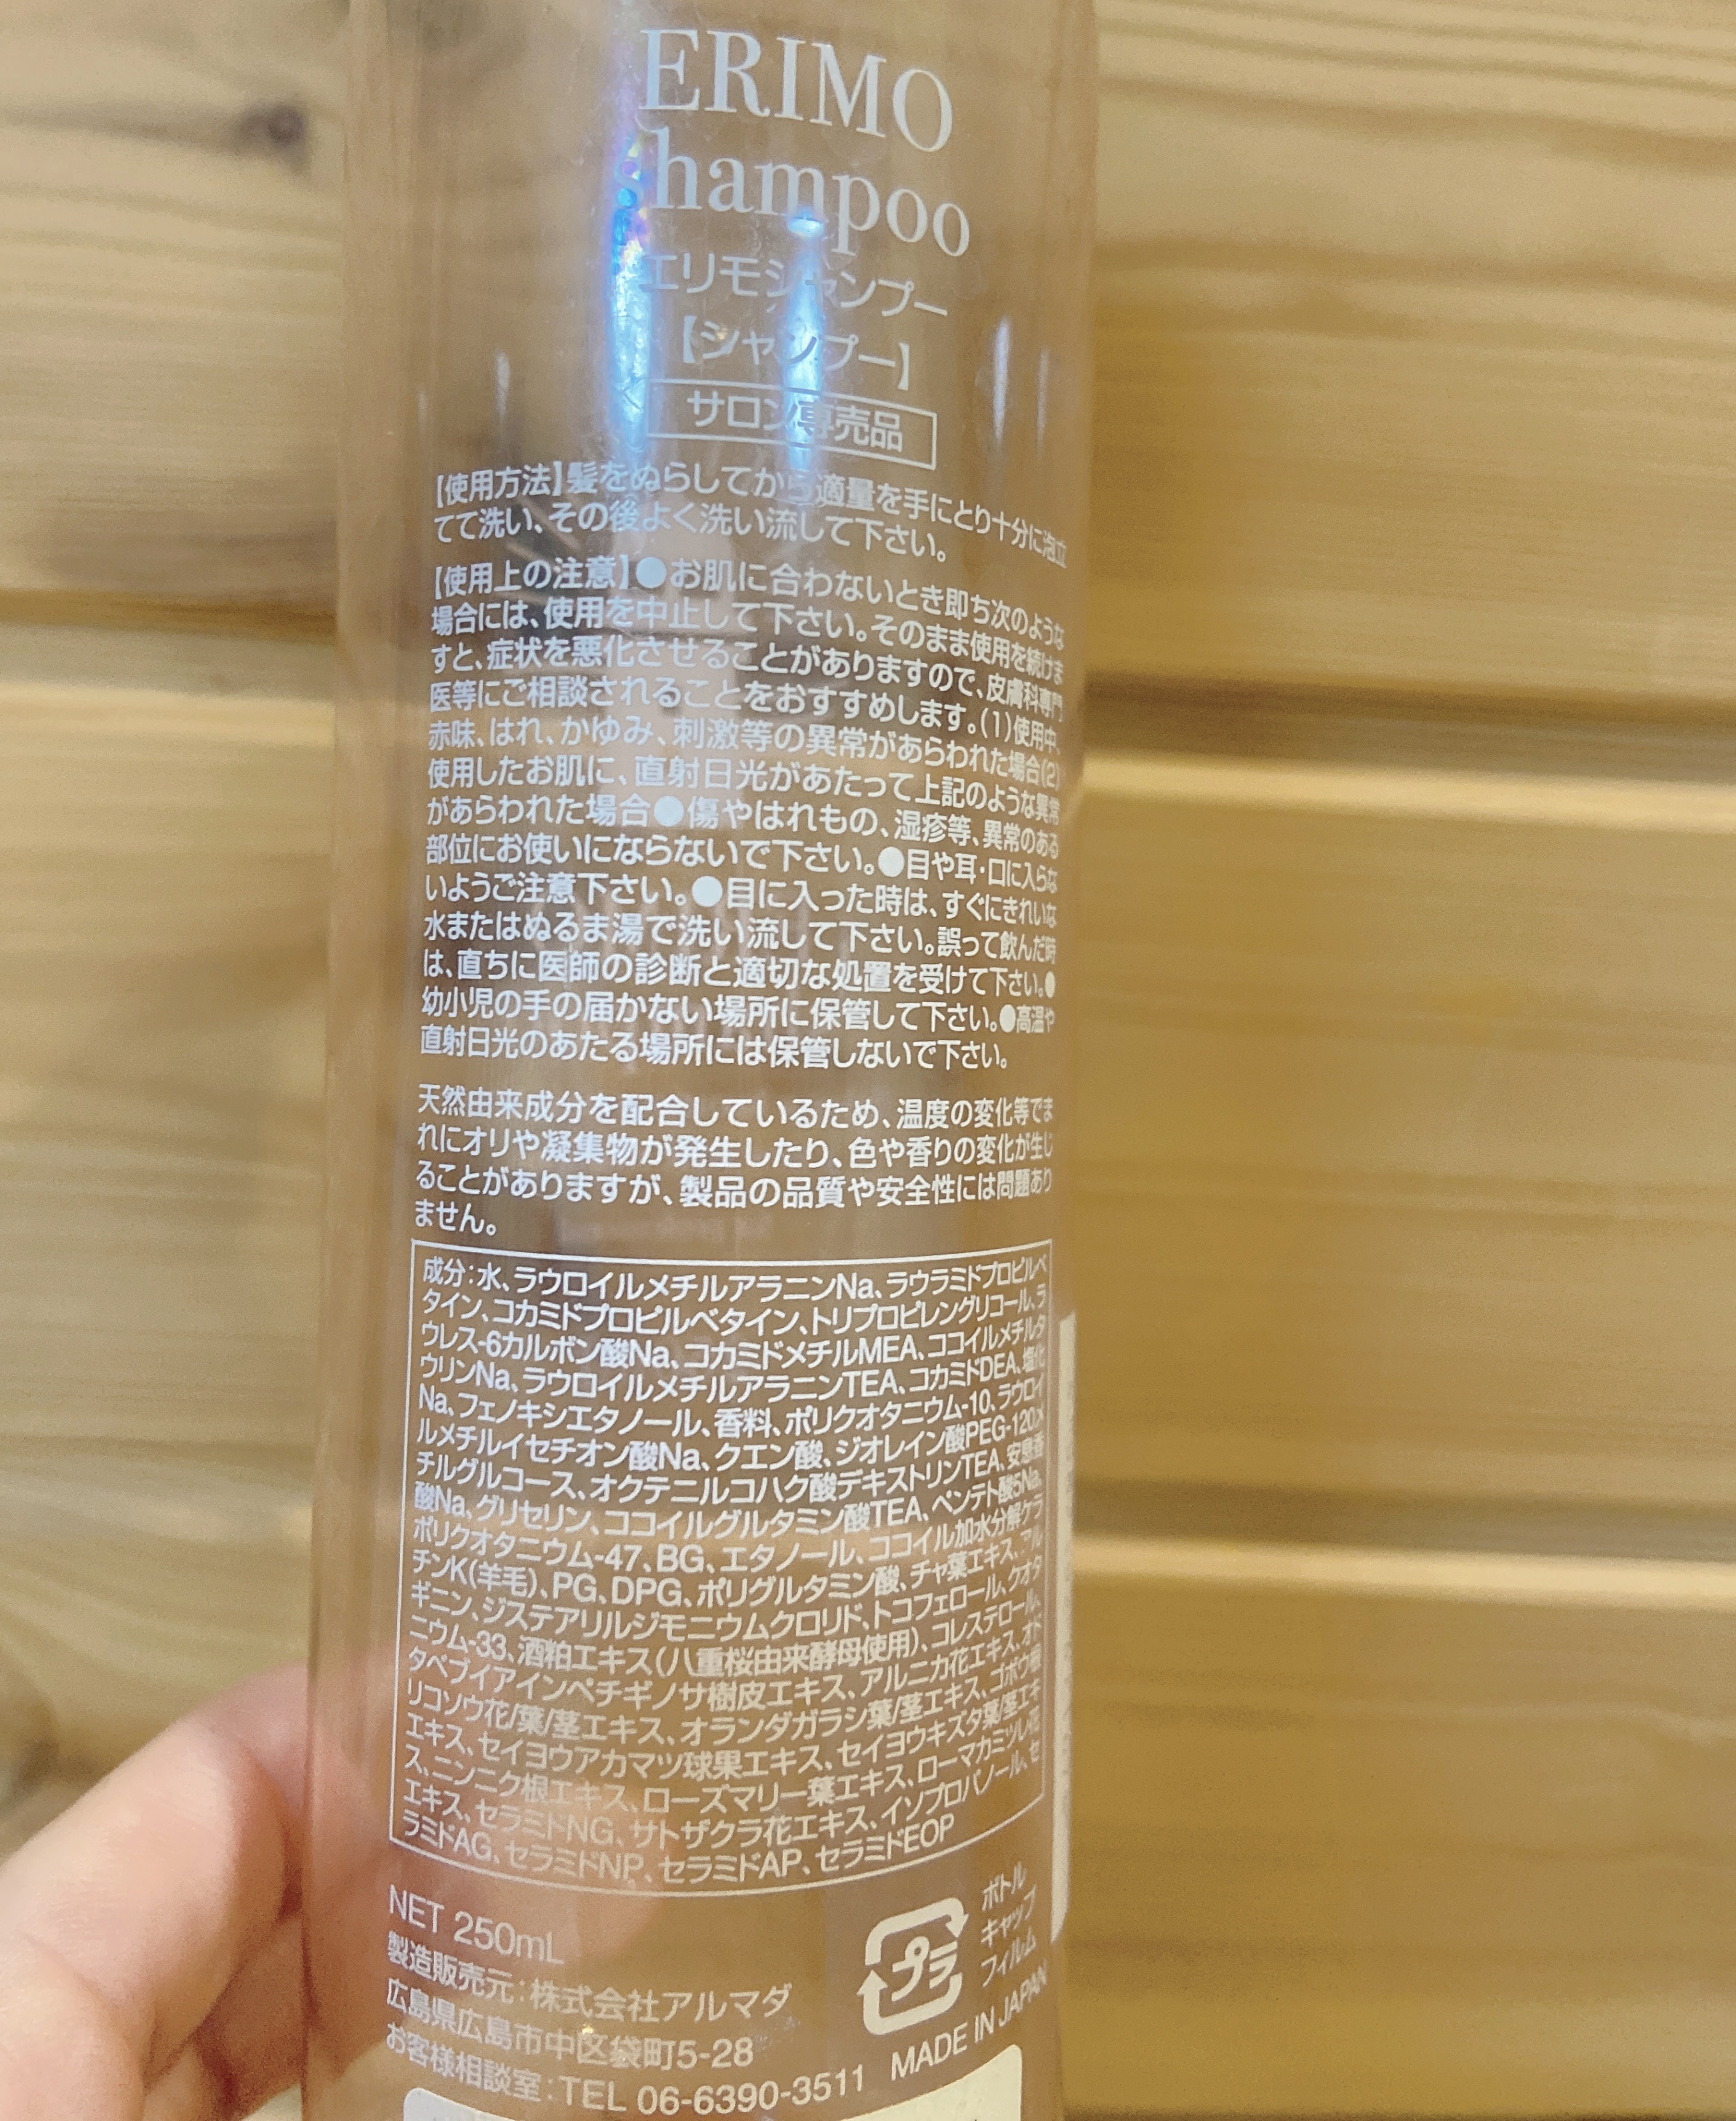 ERIMO
shampoo
エリモシャンプー
【シャンプー】
サロン専売品
【使用方法】髪をぬらしてから適量を手にとり十分に泡立
てて洗い、その後よく洗い流して下さい。
【使用上の注意】●お肌に合わないとき即ち次のような
場合には、使用を中止して下さい。そのまま使用を続けま
すと、症状を悪化させることがありますので、皮膚科専門
医等にご相談されることをおすすめします。(1)使用中、
赤味、はれ、かゆみ、刺激等の異常があらわれた場合(2)
使用したお肌に、直射日光があたって上記のような異常
があらわれた場合●傷やはれもの、湿疹等、異常のある
部位にお使いにならないで下さい。●目や耳・口に入らな
いようご注意下さい。●目に入った時は、すぐにきれいな
水またはぬるま湯で洗い流して下さい。誤って飲んだ時
は、直ちに医師の診断と適切な処置を受けて下さい。●
幼小児の手の届かない場所に保管して下さい。●高温や
直射日光のあたる場所には保管しないで下さい。
天然由来成分を配合しているため、温度の変化等でま
れにオリや凝集物が発生したり、色や香りの変化が生じ
ることがありますが、製品の品質や安全性には問題あり
ません。
成分：水、ラウロイルメチルアラニンNa、ラウラミドプロピルベ
タイン、コカミドプロピルベタイン、トリプロピレングリコール、ラ
ウレス-6カルボン酸Na、コカミドメチルMEA、ココイルメチルタ
ウリンNa、ラウロイルメチルアラニンTEA、コカミドDEA、塩化
Na、フェノキシエタノール、香料、ポリクオタニウム-10、ラウロイ
ルメチルイセチオン酸Na、クエン酸、ジオレイン酸PEG-120メ
チルグルコース、オクテニルコハク酸デキストリンTEA、安息香
酸Na、グリセリン、ココイルグルタミン酸TEA、ペンテト酸5Na、
ポリクオタニウム-47、BG、エタノール、ココイル加水分解ケラ
チンK(羊毛)、PG、DPG、ポリグルタミン酸、チャ葉エキス、アル
ギニン、ジステアリルジモニウムクロリド、トコフェロール、クオタ
ニウム-33、酒粕エキス(八重桜由来酵母使用)、コレステロール、
タベブイアインペチギノサ樹皮エキス、アルニカ花エキス、オド
リコソウ花/葉/茎エキス、オランダガラシ葉/茎エキス、ゴボウ根
エキス、セイヨウアカマツ球果エキス、セイヨウキズタ葉/茎エキ
ス、ニンニク根エキス、ローズマリー葉エキス、ローマカミツレ花
エキス、セラミドNG、サトザクラ花エキス、イソプロパノール、セ
ラミドAG、セラミドNP、セラミドAP、セラミドEOP
NET 250mL
製造販売元：株式会社アルマダ
広島県広島市中区袋町5-28
お客様相談室：TEL 06-6390-3511
プラ
ボトル
キャップ
フィルム
MADE IN JAPAN